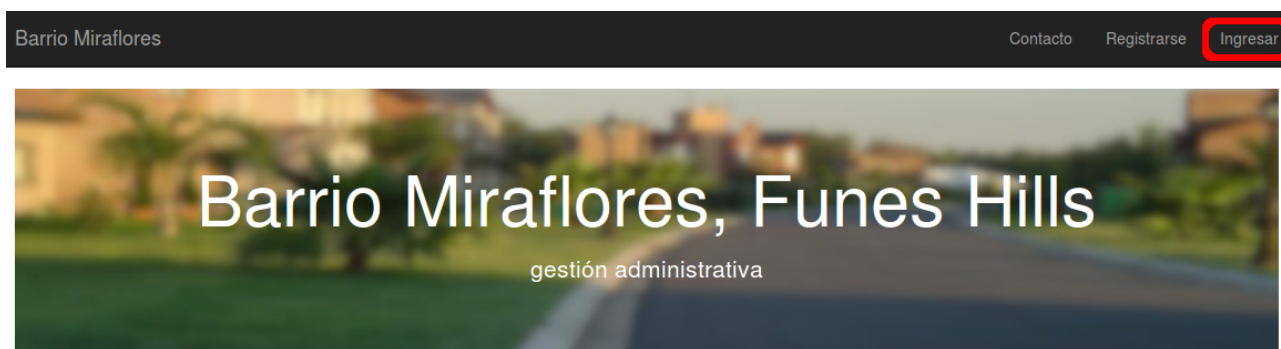 Barrio Miraflores Contacto Registrarse Ingresar
Barrio Miraflores, Funes Hills
gestión administrativa